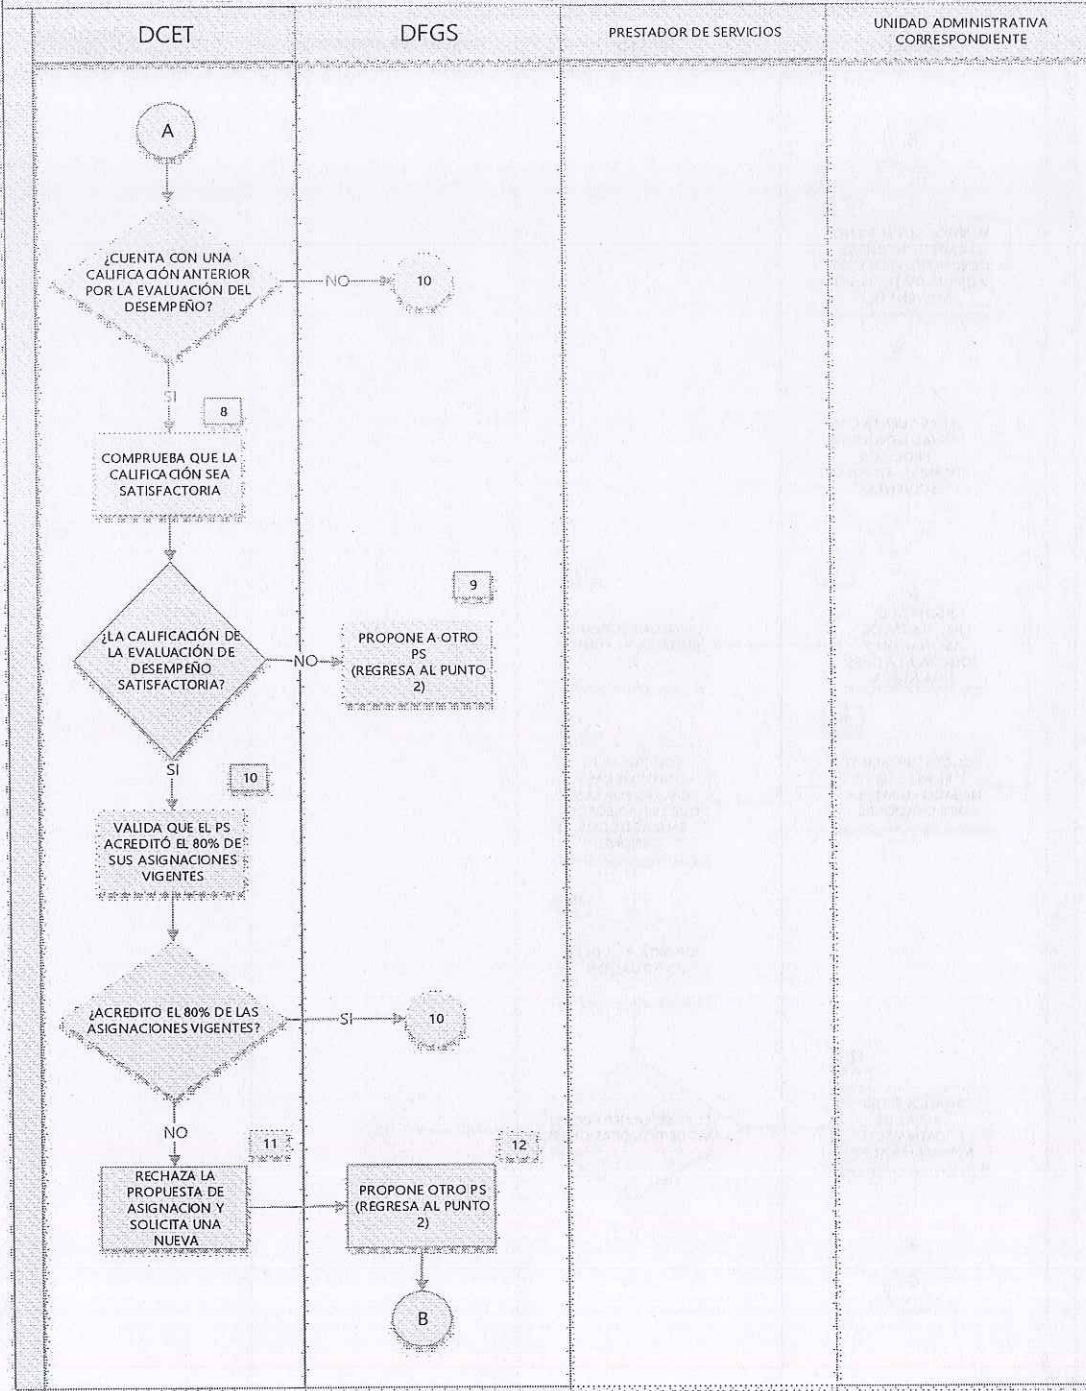 DCET
DFGS
PRESTADOR DE SERVICIOS
UNIDAD ADMINISTRATIVA
CORRESPONDIENTE
A
¿CUENTA CON UNA
CALIFICACIÓN ANTERIOR
POR LA EVALUACIÓN DEL
DESEMPEÑO?
NO
10
SI
8
COMPRUEBA QUE LA
CALIFICACIÓN SEA
SATISFACTORIA
9
¿LA CALIFICACIÓN DE
LA EVALUACIÓN DE
DESEMPEÑO
SATISFACTORIA?
NO
PROPONE A OTRO
PS
(REGRESA AL PUNTO
2)
SI
10
VALIDA QUE EL PS
ACREDITÓ EL 80% DE
SUS ASIGNACIONES
VIGENTES
¿ACREDITO EL 80% DE LAS
ASIGNACIONES VIGENTES?
SI
10
NO
11
12
RECHAZA LA
PROPUESTA DE
ASIGNACION Y
SOLICITA UNA
NUEVA
PROPONE OTRO PS
(REGRESA AL PUNTO
2)
B